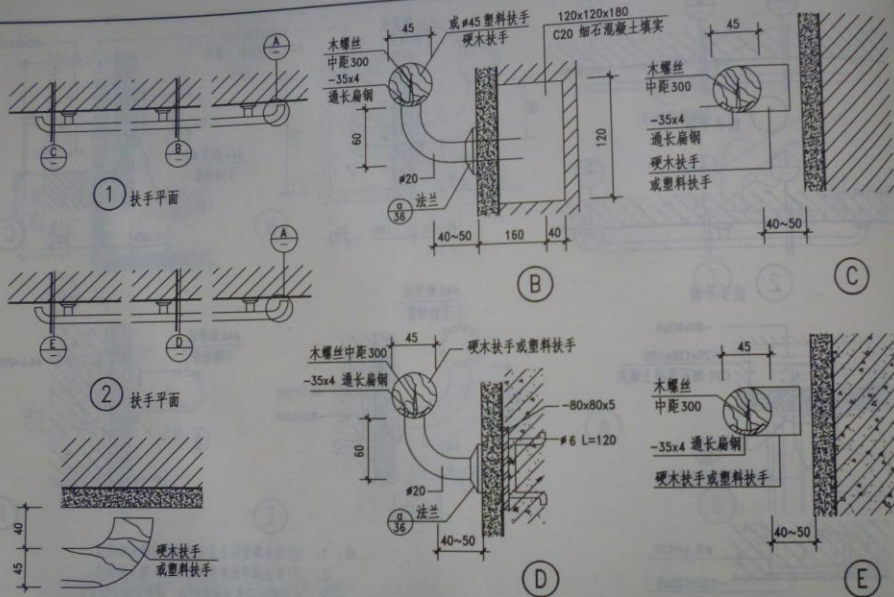 A
–
C
–
B
–
1 扶手平面
A
–
E
–
D
–
2 扶手平面
40
45
硬木扶手
或塑料扶手
45
或ø45塑料扶手
硬木扶手
120x120x180
C20 细石混凝土填实
木螺丝
中距300
-35x4
通长扁钢
60
120
ø20
a
36
法兰
40~50
160
40
B
45
木螺丝
中距300
-35x4
通长扁钢
硬木扶手
或塑料扶手
40~50
C
45
木螺丝中距300
硬木扶手或塑料扶手
-35x4 通长扁钢
-80x80x5
ø6 L=120
60
ø20
a
36
法兰
40~50
D
45
木螺丝
中距300
-35x4 通长扁钢
硬木扶手或塑料扶手
40~50
E